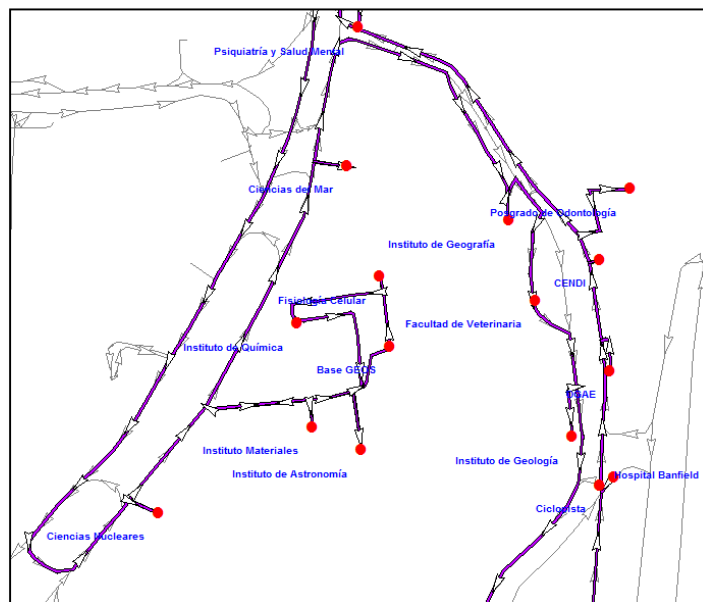 Psiquiatría y Salud Mental
Ciencias del Mar
Posgrado de Odontología
Instituto de Geografía
CENDI
Fisiología Celular
Facultad de Veterinaria
Instituto de Química
Base GEOS
DGAE
Instituto Materiales
Instituto de Geología
Instituto de Astronomía
Hospital Banfield
Ciclopista
Ciencias Nucleares